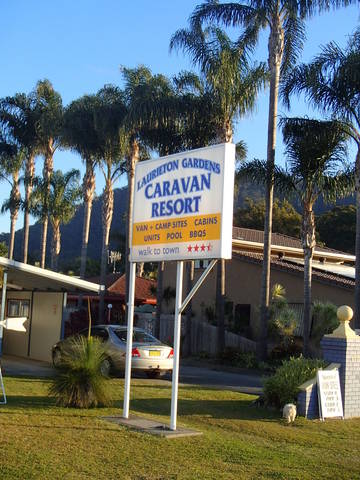 LAURIETON GARDENS
CARAVAN
RESORT
VAN + CAMP SITES CABINS
UNITS POOL BBQS
walk to town